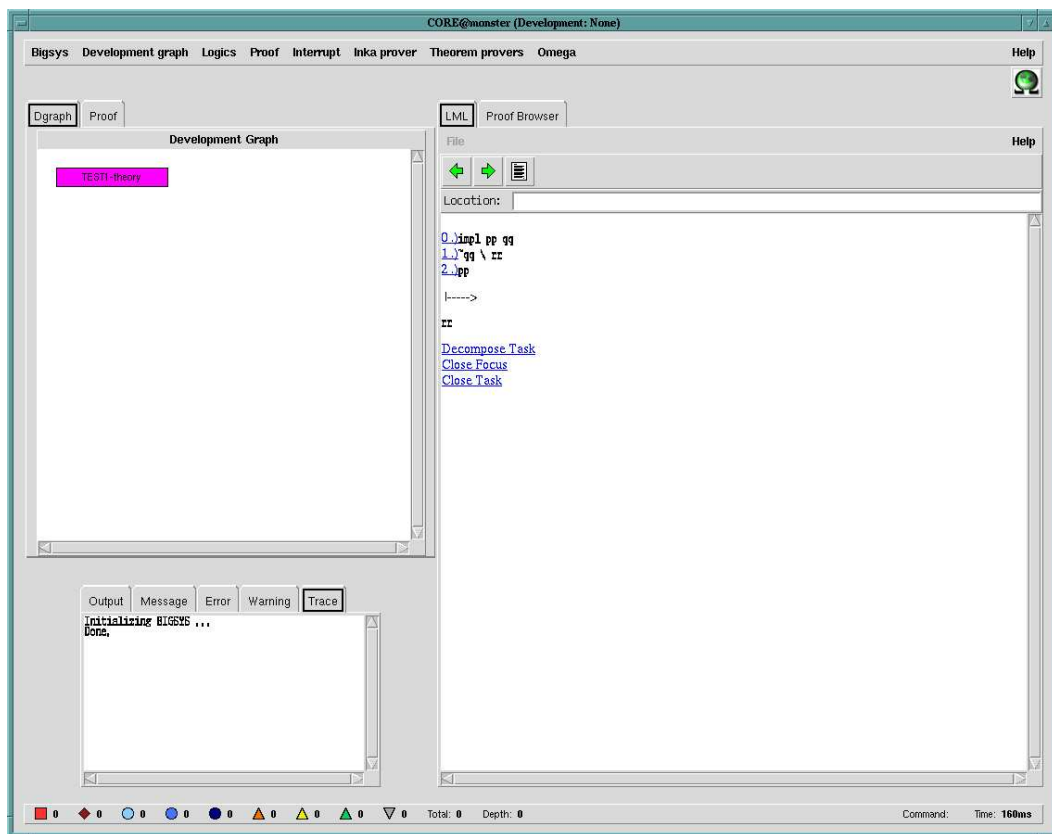 CORE@monster (Development: None)
Bigsys Development graph Logics Proof Interrupt Inka prover Theorem provers Omega Help
Dgraph Proof
Development Graph
TEST1-theory
LML Proof Browser
File Help
Location:
0.)impl pp qq
1.)~qq \ rr
2.)pp
|----->
rr
Decompose Task
Close Focus
Close Task
Output Message Error Warning Trace
Initializing BIGSYS ...
Done.
0 0 0 0 0 0 0 0 0 Total: 0 Depth: 0 Command: Time: 160ms